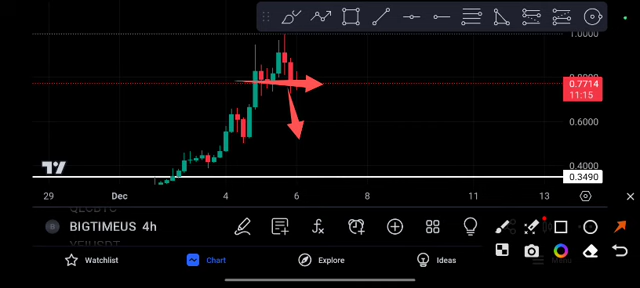 1.0000
0.7714
11:15
0.6000
0.4000
0.3490
29 Dec 4 6 8 11 13
BIGTIMEUS 4h
Watchlist
Chart
Explore
Ideas